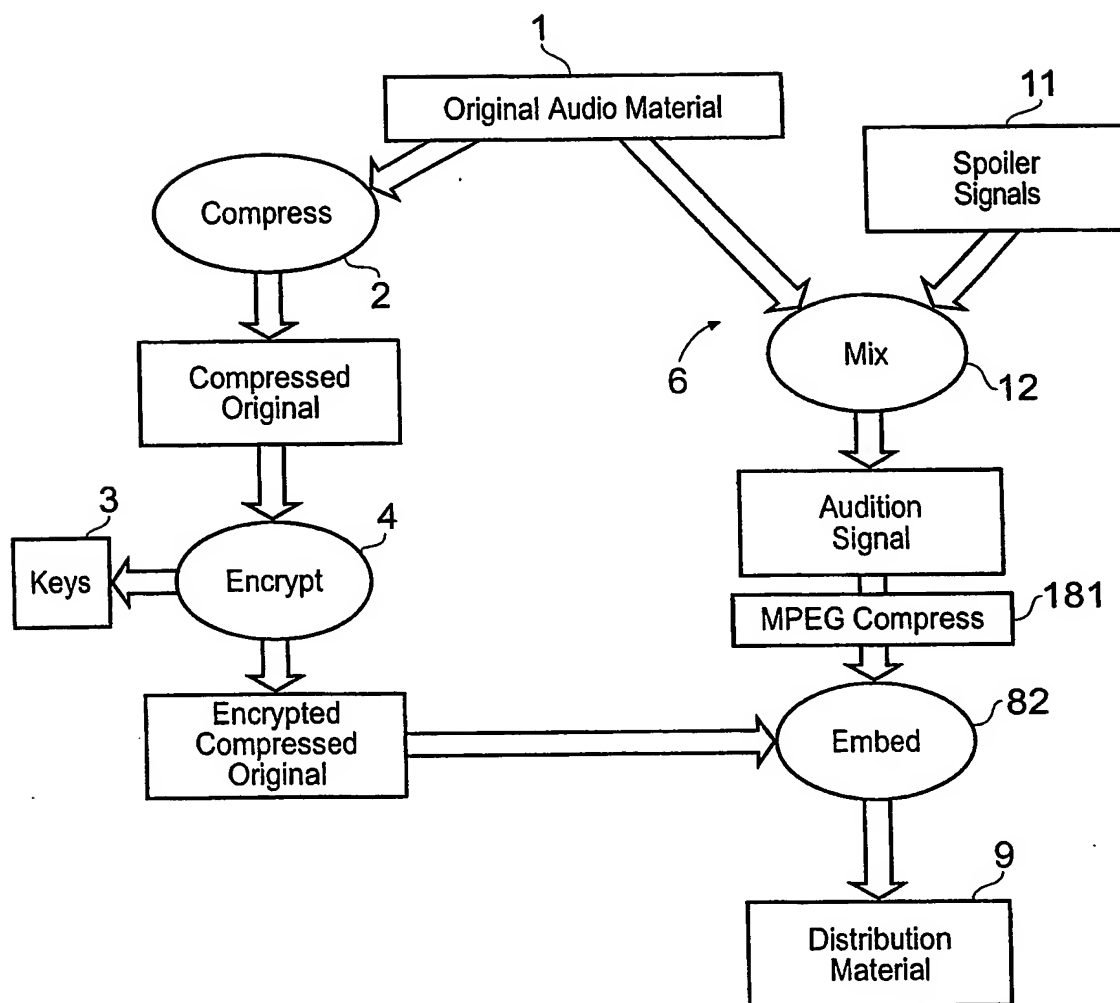 1
Original Audio Material
11
Spoiler
Signals
Compress
2
6
Mix
12
Compressed
Original
3
Keys
4
Encrypt
Audition
Signal
181
MPEG Compress
Encrypted
Compressed
Original
82
Embed
9
Distribution
Material